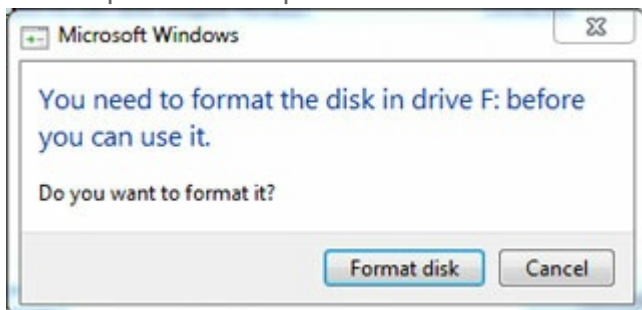 Microsoft Windows
You need to format the disk in drive F: before
you can use it.
Do you want to format it?
Format disk Cancel